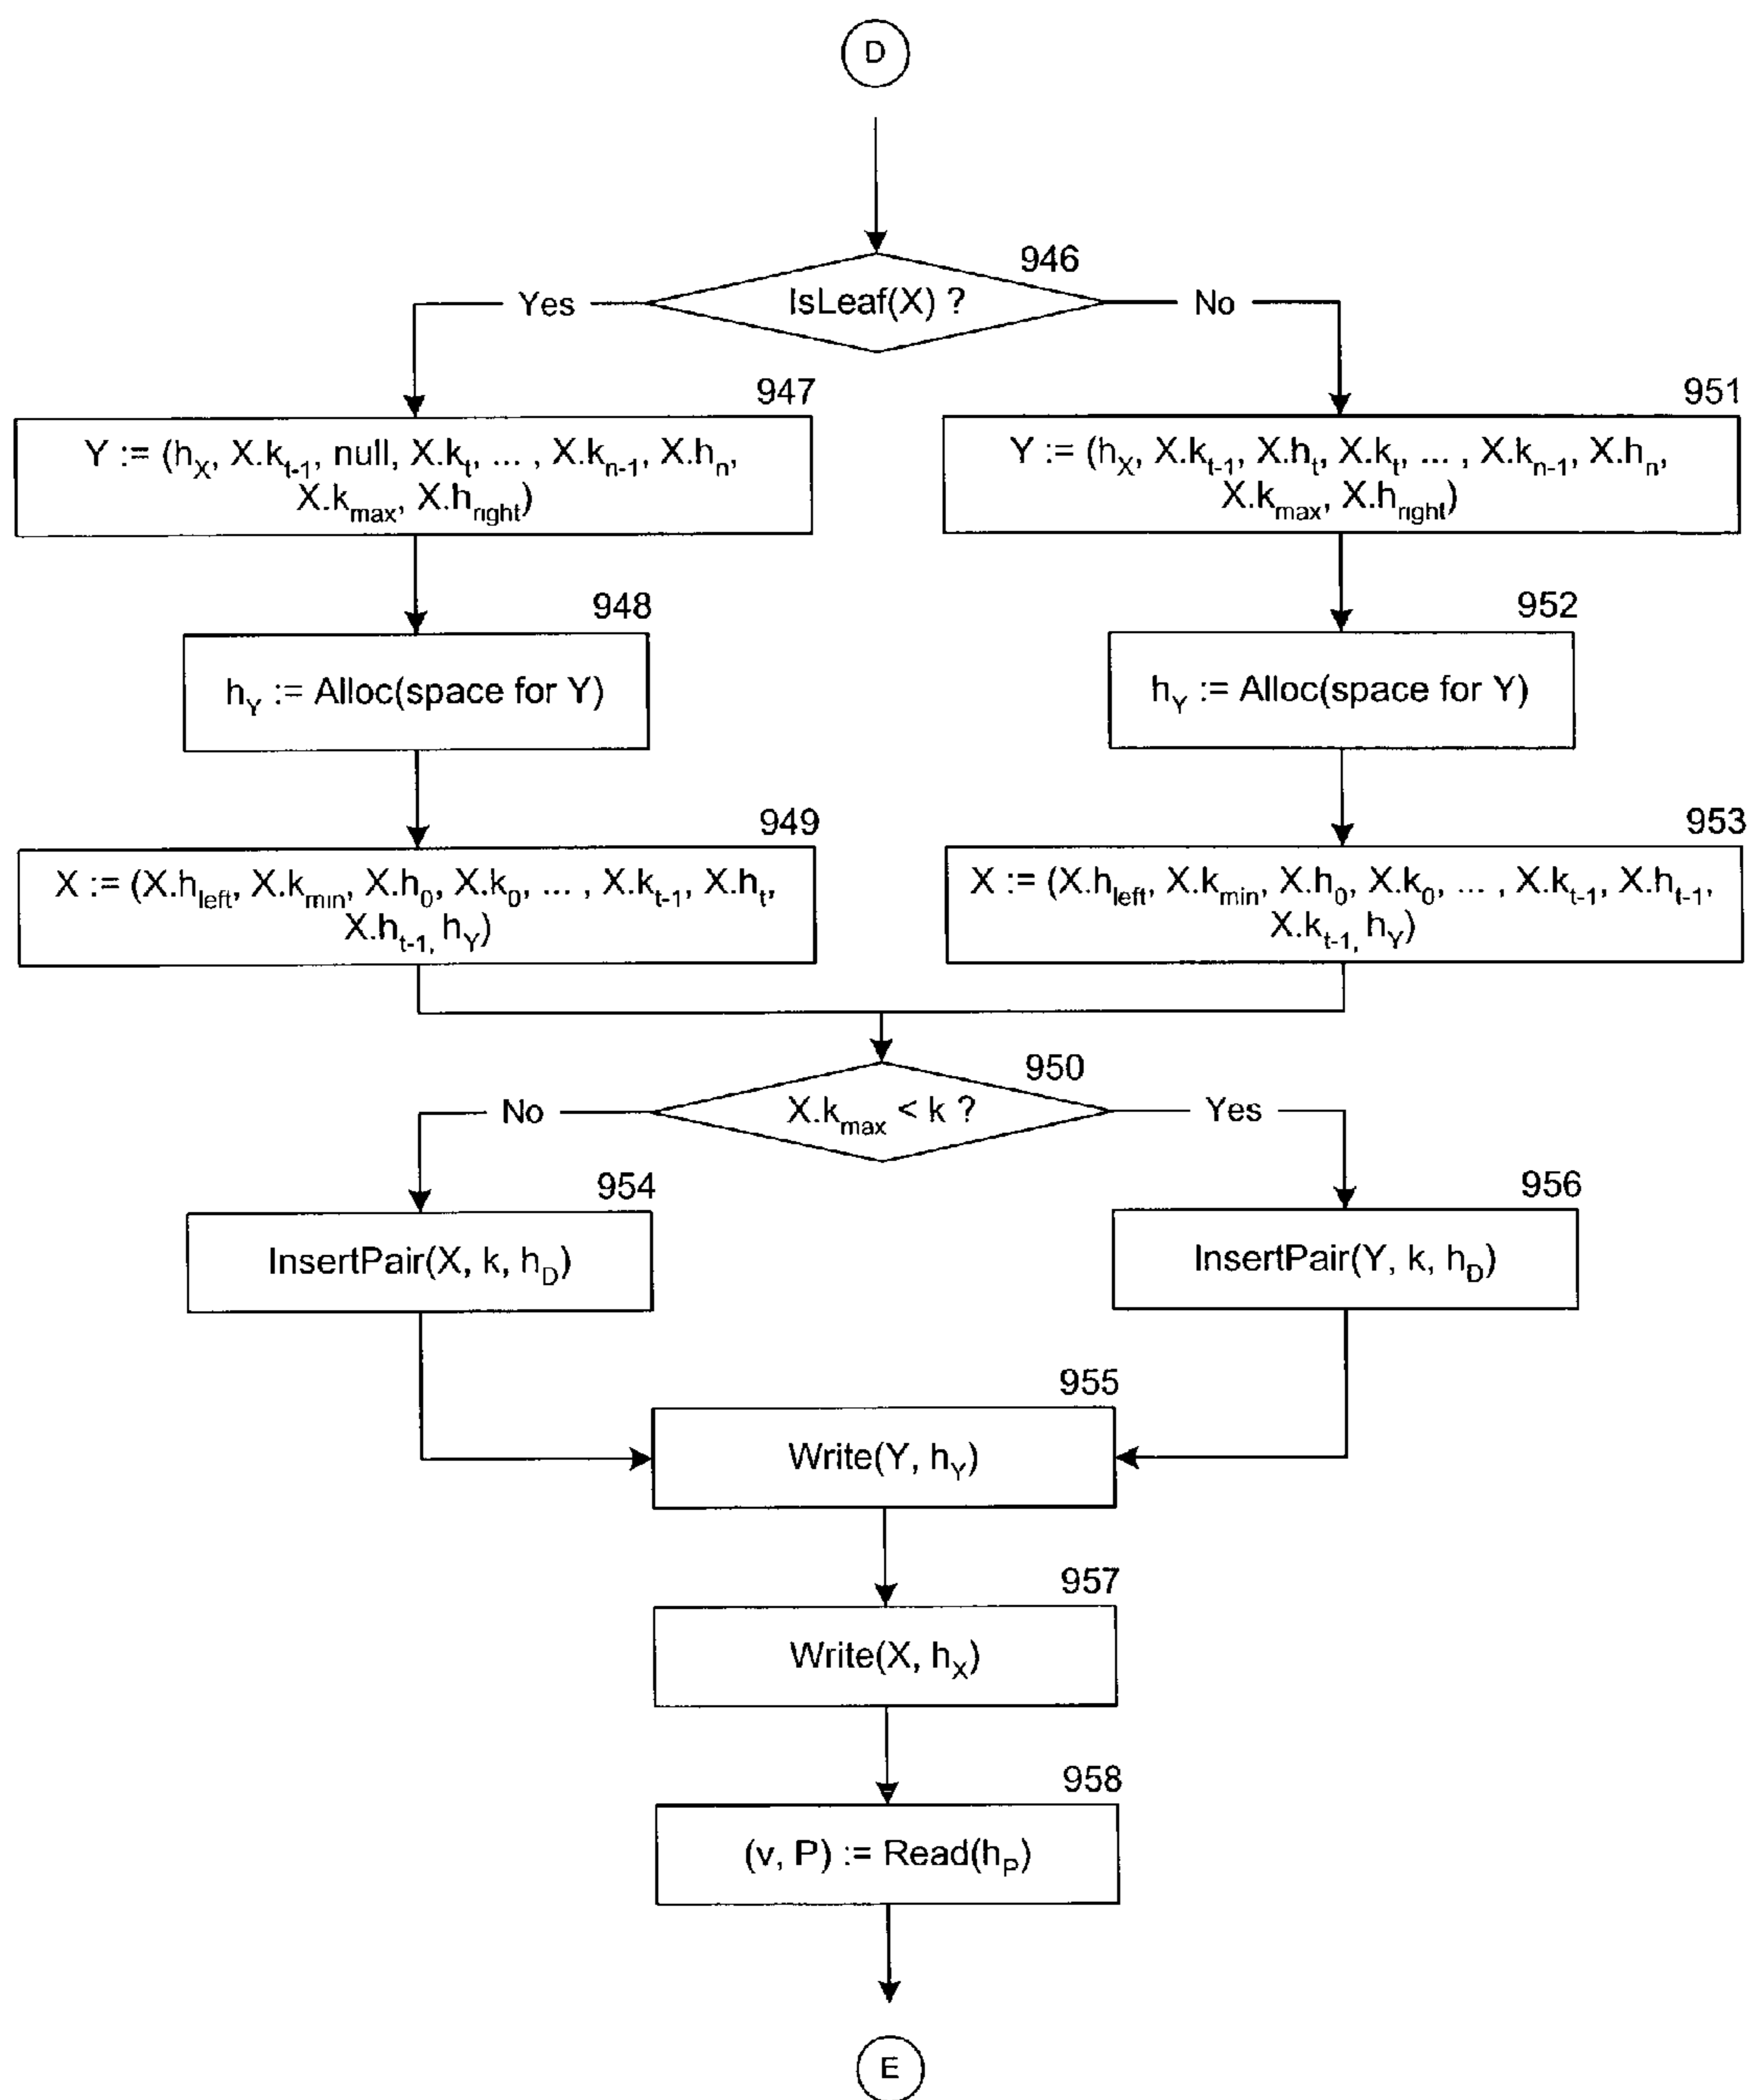 D
946
IsLeaf(X) ?
Yes
No
947
Y := (hX, X.kt-1, null, X.kt, ... , X.kn-1, X.hn,
X.kmax, X.hright)
951
Y := (hX, X.kt-1, X.ht, X.kt, ... , X.kn-1, X.hn,
X.kmax, X.hright)
948
hY := Alloc(space for Y)
952
hY := Alloc(space for Y)
949
X := (X.hleft, X.kmin, X.h0, X.k0, ... , X.kt-1, X.ht,
X.ht-1, hY)
953
X := (X.hleft, X.kmin, X.h0, X.k0, ... , X.kt-1, X.ht-1,
X.kt-1, hY)
950
X.kmax < k ?
No
Yes
954
InsertPair(X, k, hD)
956
InsertPair(Y, k, hD)
955
Write(Y, hY)
957
Write(X, hX)
958
(v, P) := Read(hP)
E